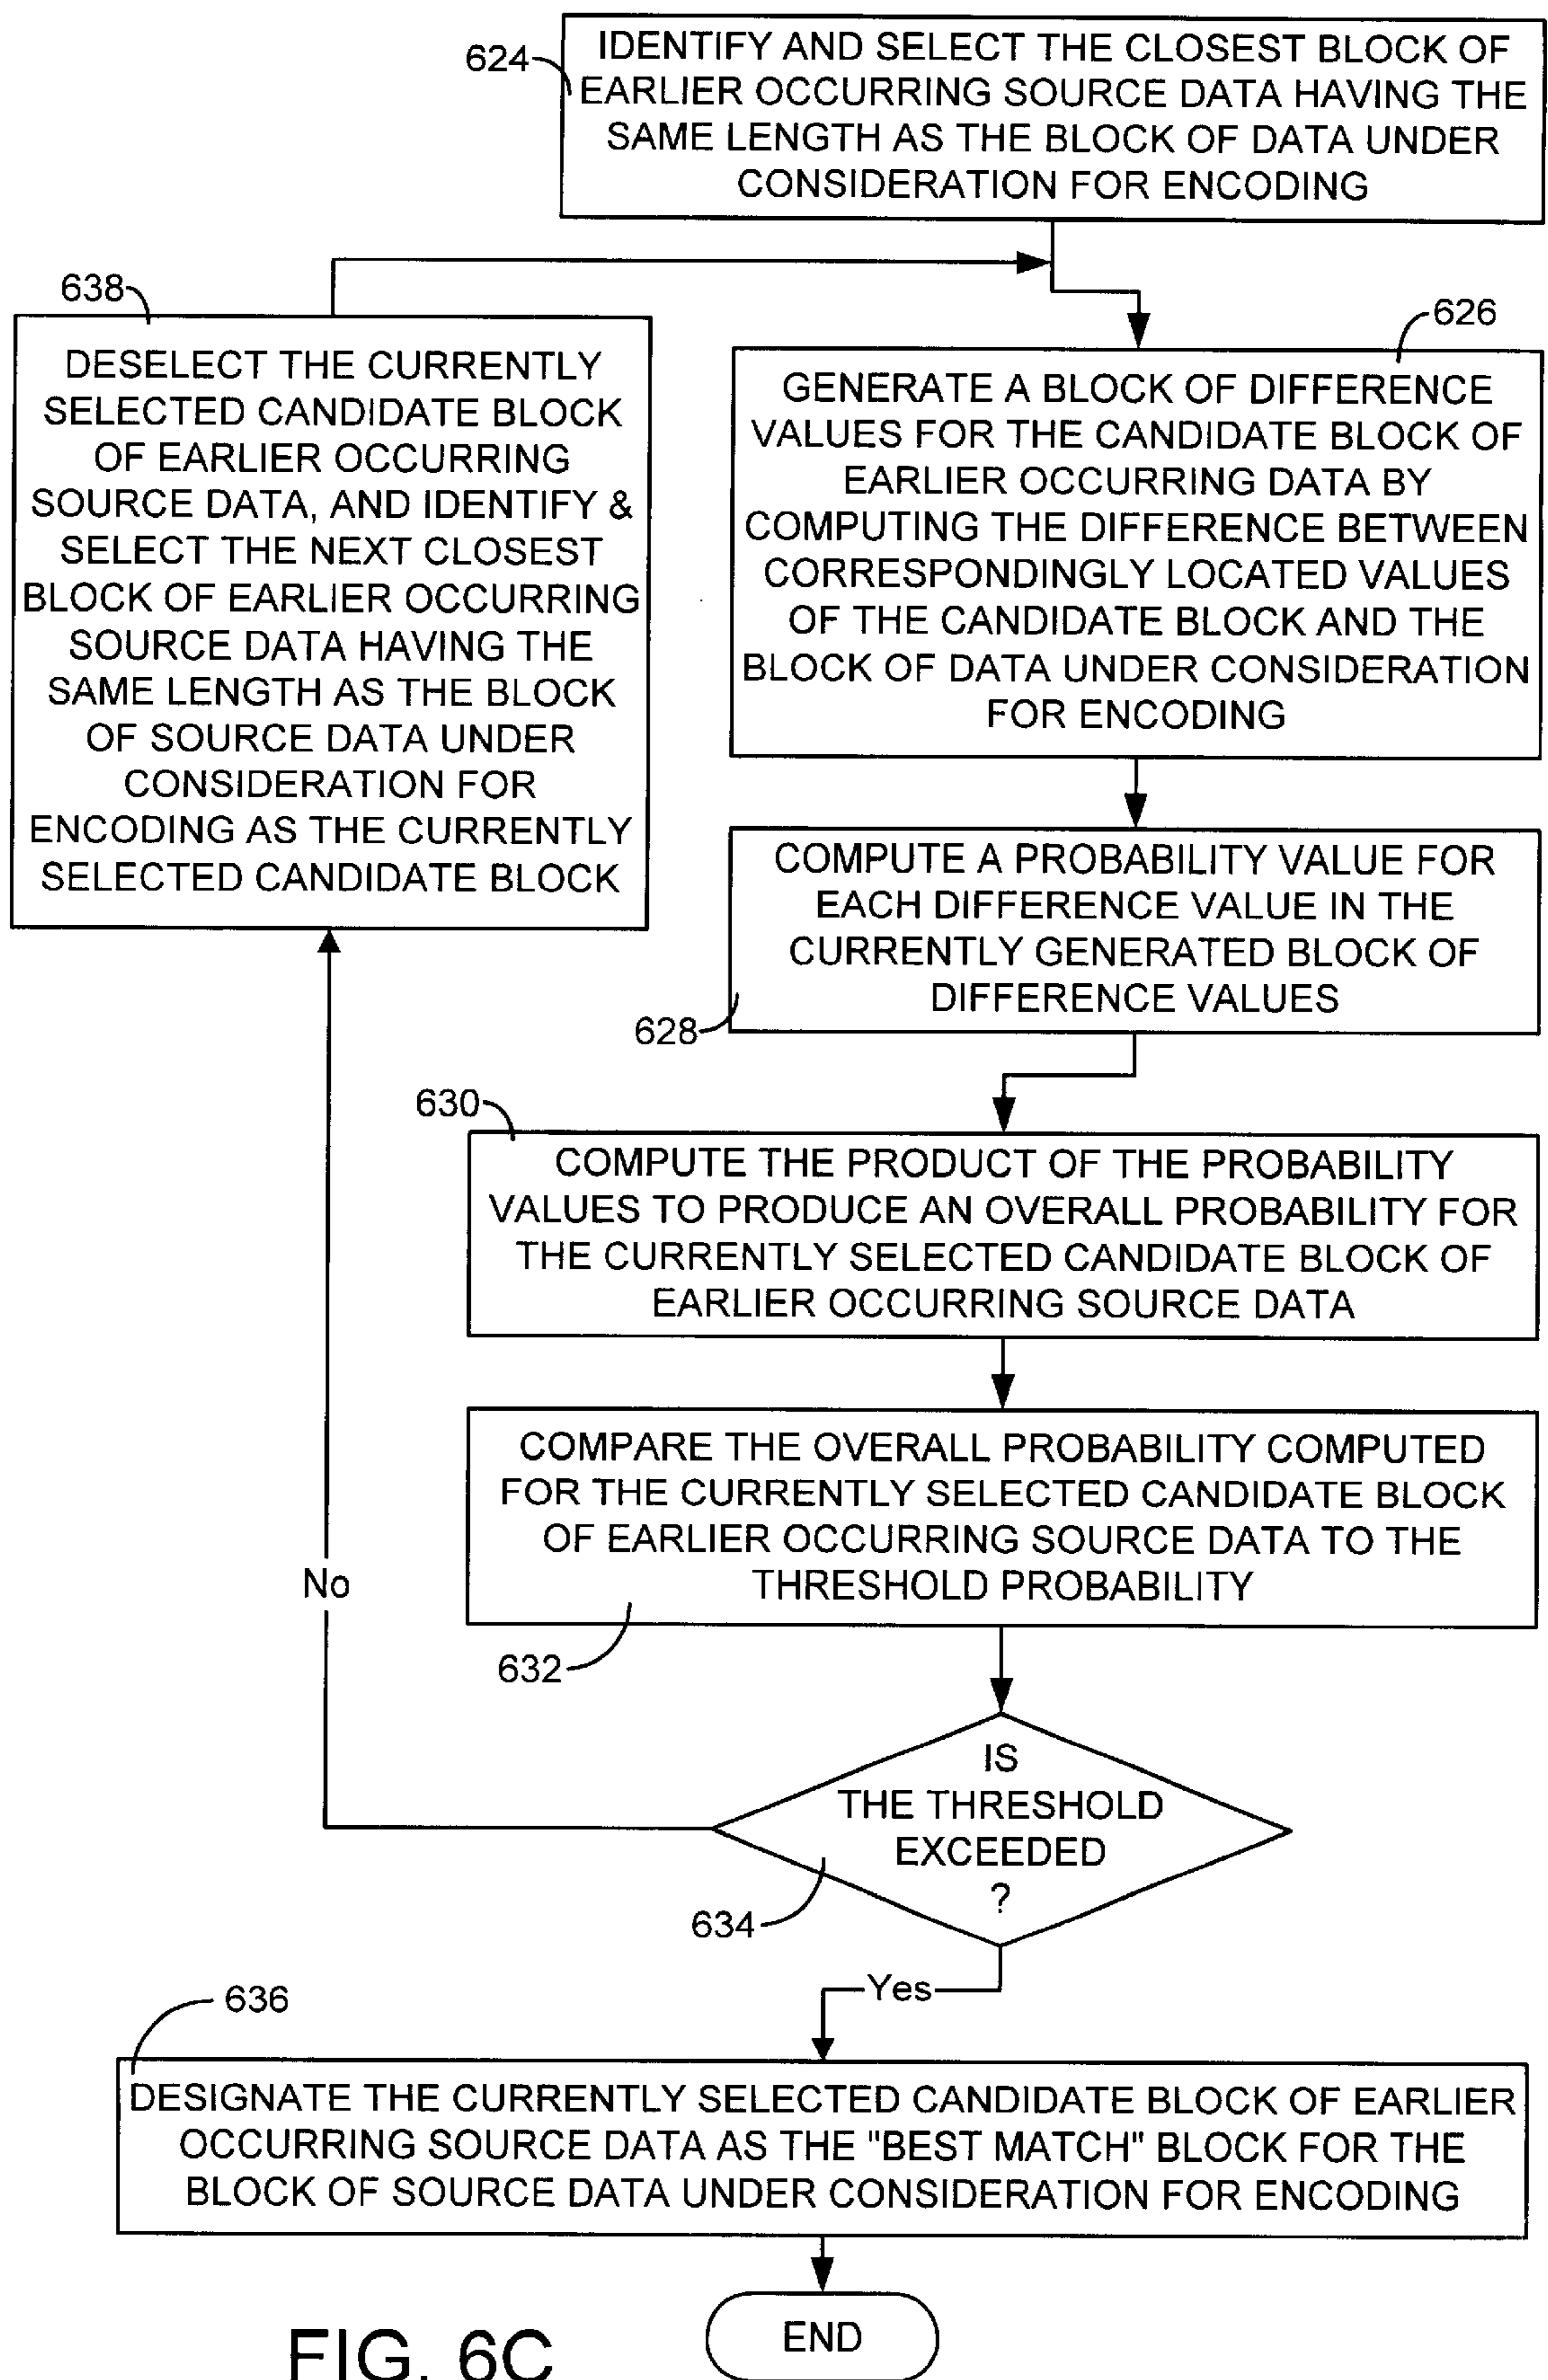 624
IDENTIFY AND SELECT THE CLOSEST BLOCK OF
EARLIER OCCURRING SOURCE DATA HAVING THE
SAME LENGTH AS THE BLOCK OF DATA UNDER
CONSIDERATION FOR ENCODING
638
DESELECT THE CURRENTLY
SELECTED CANDIDATE BLOCK
OF EARLIER OCCURRING
SOURCE DATA, AND IDENTIFY &
SELECT THE NEXT CLOSEST
BLOCK OF EARLIER OCCURRING
SOURCE DATA HAVING THE
SAME LENGTH AS THE BLOCK
OF SOURCE DATA UNDER
CONSIDERATION FOR
ENCODING AS THE CURRENTLY
SELECTED CANDIDATE BLOCK
626
GENERATE A BLOCK OF DIFFERENCE
VALUES FOR THE CANDIDATE BLOCK OF
EARLIER OCCURRING DATA BY
COMPUTING THE DIFFERENCE BETWEEN
CORRESPONDINGLY LOCATED VALUES
OF THE CANDIDATE BLOCK AND THE
BLOCK OF DATA UNDER CONSIDERATION
FOR ENCODING
COMPUTE A PROBABILITY VALUE FOR
EACH DIFFERENCE VALUE IN THE
CURRENTLY GENERATED BLOCK OF
DIFFERENCE VALUES
628
630
COMPUTE THE PRODUCT OF THE PROBABILITY
VALUES TO PRODUCE AN OVERALL PROBABILITY FOR
THE CURRENTLY SELECTED CANDIDATE BLOCK OF
EARLIER OCCURRING SOURCE DATA
COMPARE THE OVERALL PROBABILITY COMPUTED
FOR THE CURRENTLY SELECTED CANDIDATE BLOCK
OF EARLIER OCCURRING SOURCE DATA TO THE
THRESHOLD PROBABILITY
No
632
IS
THE THRESHOLD
EXCEEDED
?
634
Yes
636
DESIGNATE THE CURRENTLY SELECTED CANDIDATE BLOCK OF EARLIER
OCCURRING SOURCE DATA AS THE "BEST MATCH" BLOCK FOR THE
BLOCK OF SOURCE DATA UNDER CONSIDERATION FOR ENCODING
END
FIG. 6C